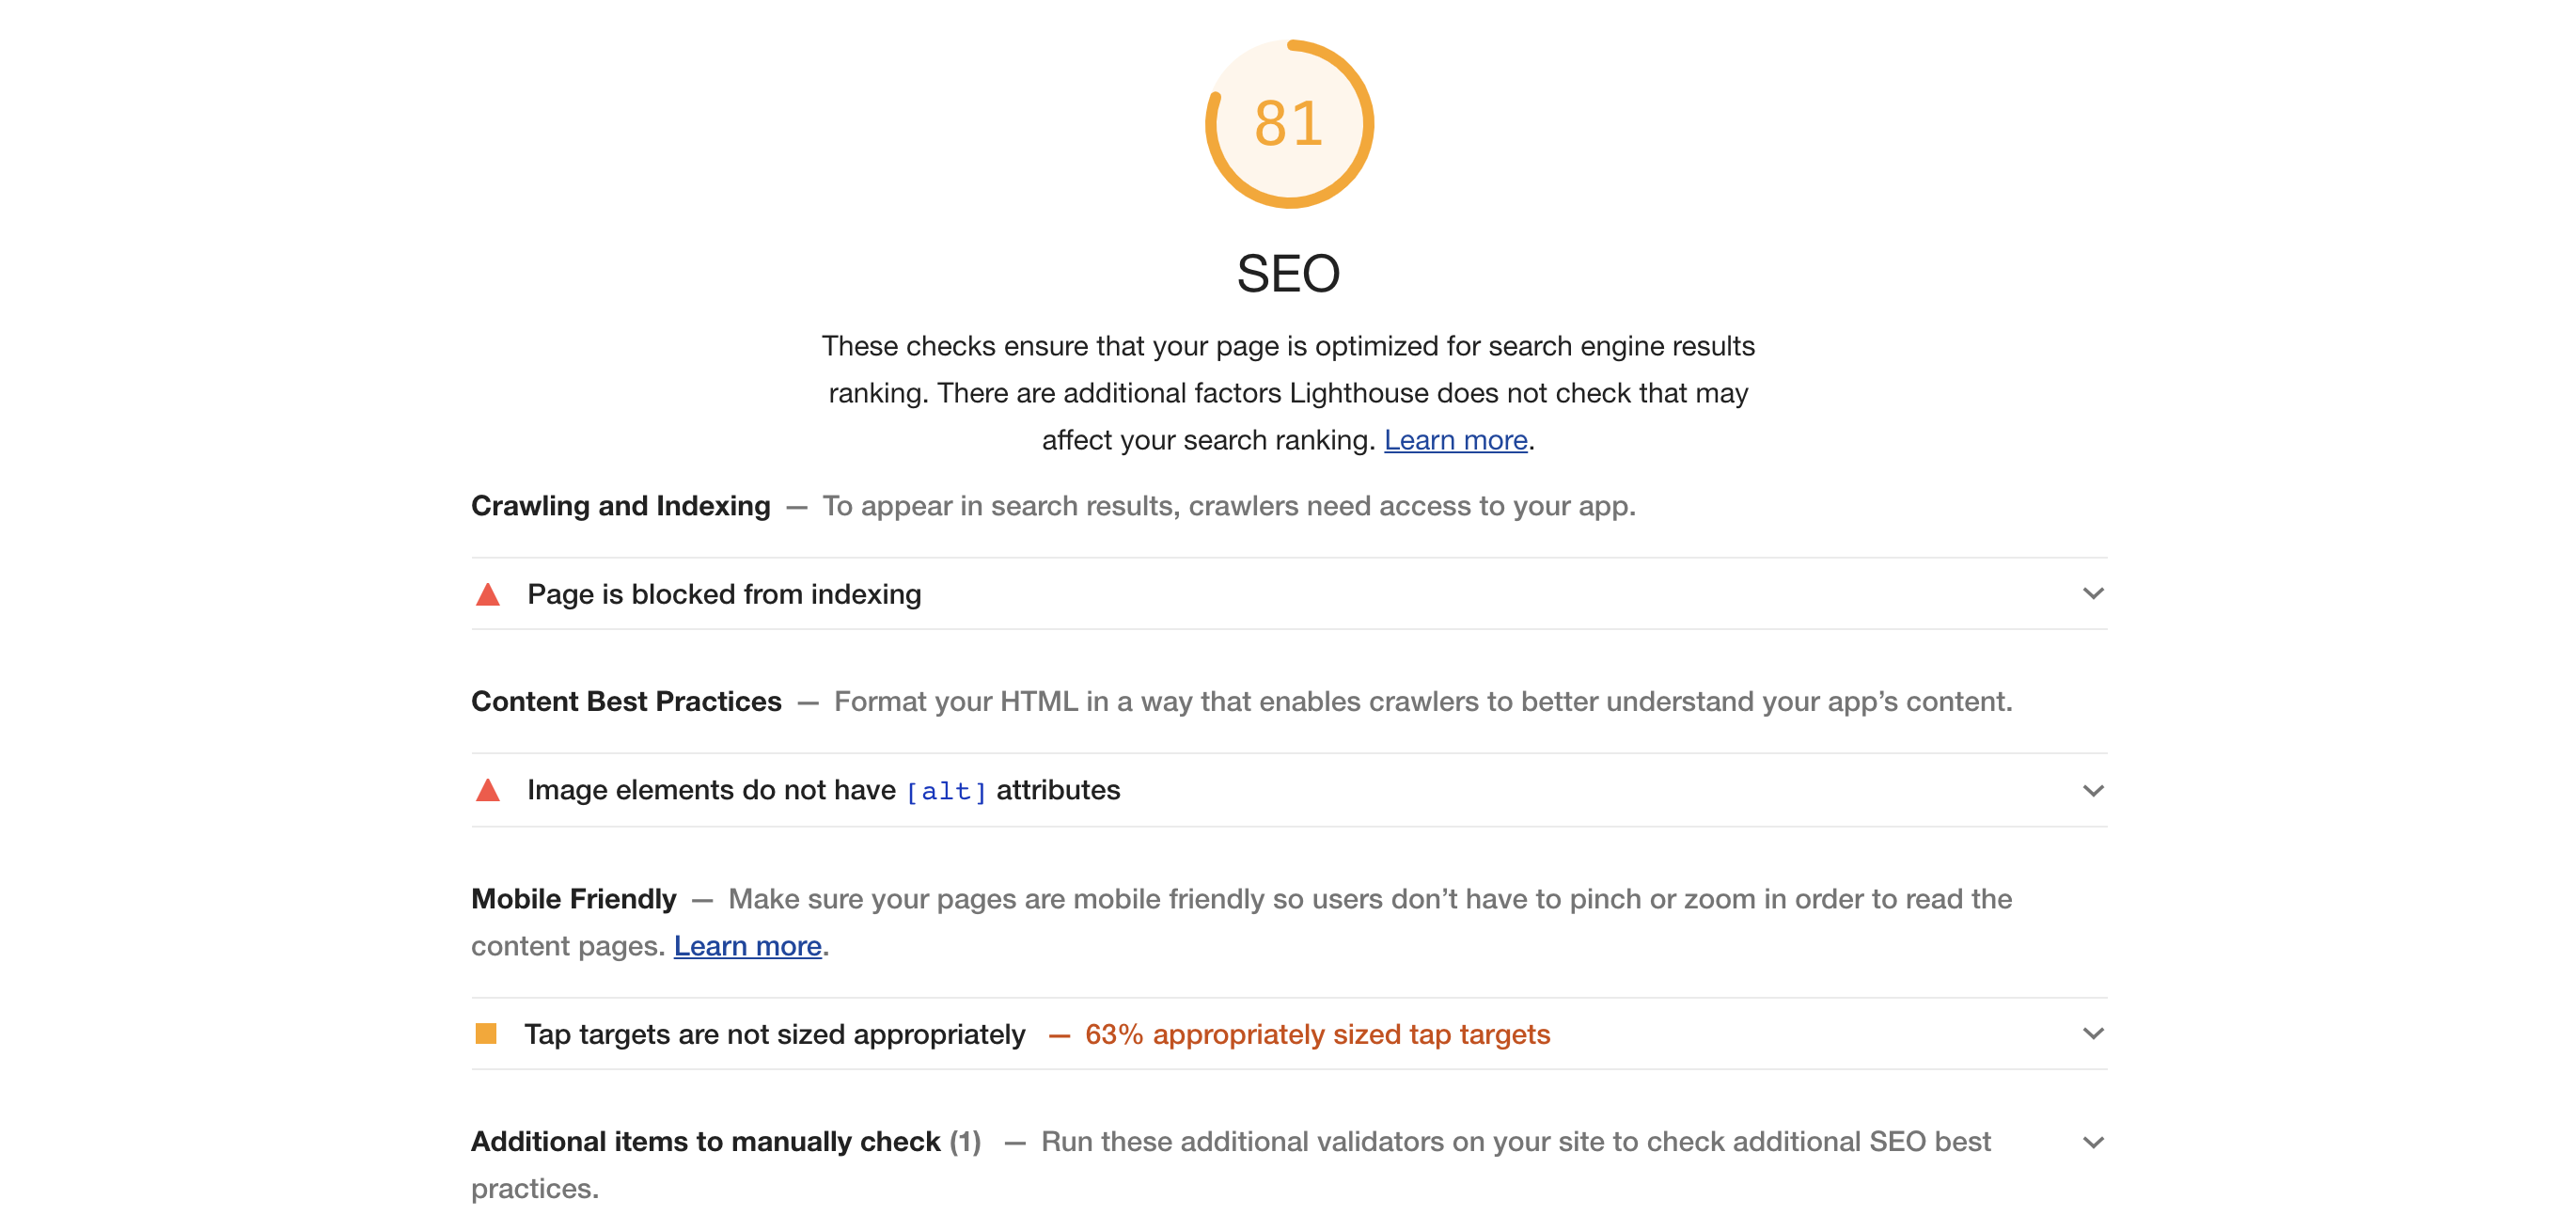 81
SEO
These checks ensure that your page is optimized for search engine results
ranking. There are additional factors Lighthouse does not check that may
affect your search ranking. Learn more.
Crawling and Indexing — To appear in search results, crawlers need access to your app.
Page is blocked from indexing
Content Best Practices — Format your HTML in a way that enables crawlers to better understand your app’s content.
Image elements do not have [alt] attributes
Mobile Friendly — Make sure your pages are mobile friendly so users don’t have to pinch or zoom in order to read the
content pages. Learn more.
Tap targets are not sized appropriately — 63% appropriately sized tap targets
Additional items to manually check (1) — Run these additional validators on your site to check additional SEO best
practices.